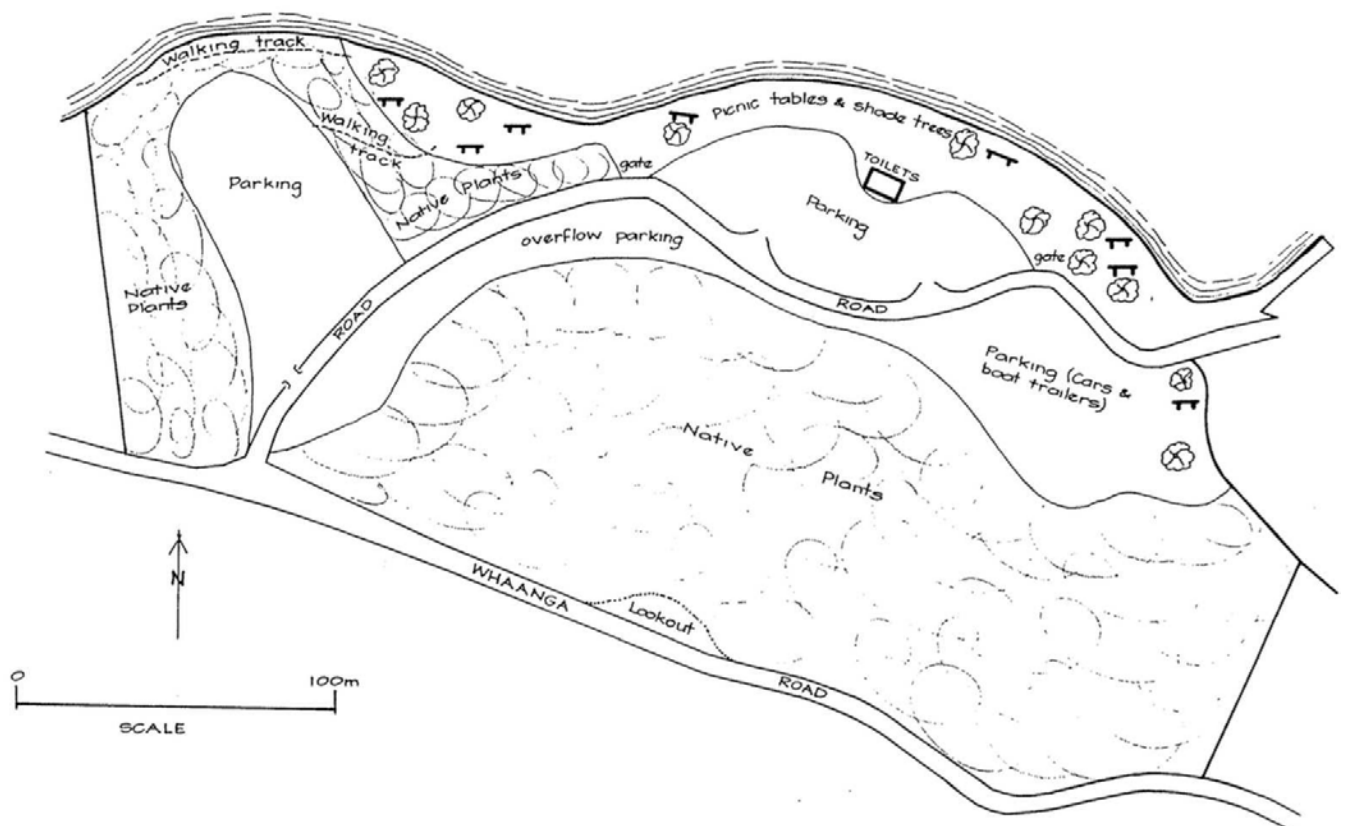 walking track
Picnic tables & shade trees
walking
track
gate
TOILETS
Parking
Native Plants
Parking
overflow parking
gate
Native
Plants
ROAD
ROAD
Parking (Cars &
boat trailers)
Native
Plants
WHAANGA
Lookout
ROAD
N
0
100m
SCALE